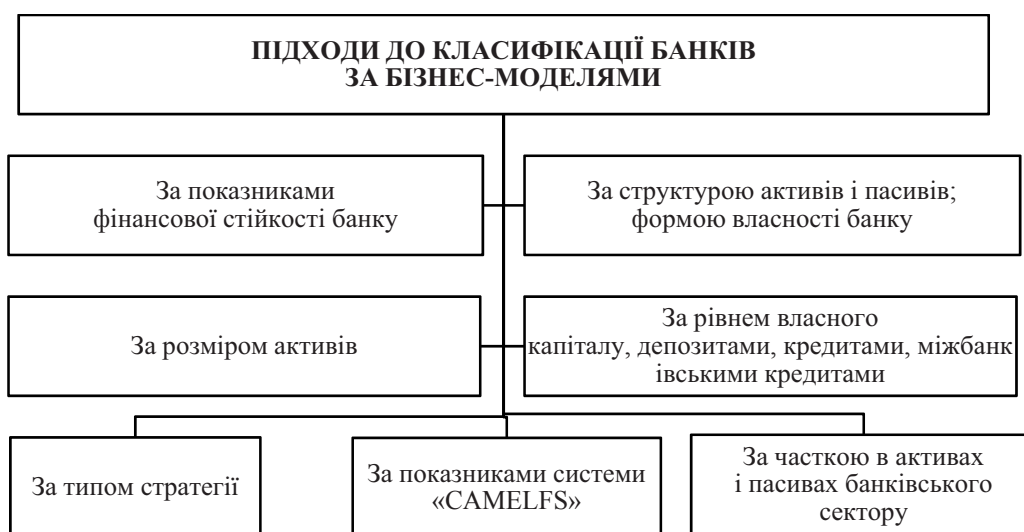 ПІДХОДИ ДО КЛАСИФІКАЦІЇ БАНКІВ
ЗА БІЗНЕС-МОДЕЛЯМИ
За показниками
фінансової стійкості банку
За структурою активів і пасивів;
формою власності банку
За розміром активів
За рівнем власного
капіталу, депозитами, кредитами, міжбанк
івськими кредитами
За типом стратегії
За показниками системи
«CAMELFS»
За часткою в активах
і пасивах банківського
сектору